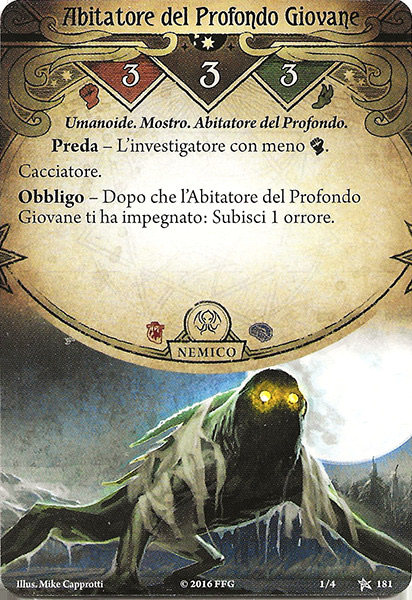 Abitatore del Profondo Giovane
3 3 3
Umanoide. Mostro. Abitatore del Profondo.
Preda – L'investigatore con meno .
Cacciatore.
Obbligo – Dopo che l'Abitatore del Profondo
Giovane ti ha impegnato: Subisci 1 orrore.
NEMICO
Illus. Mike Capprotti © 2016 FFG 1/4 181